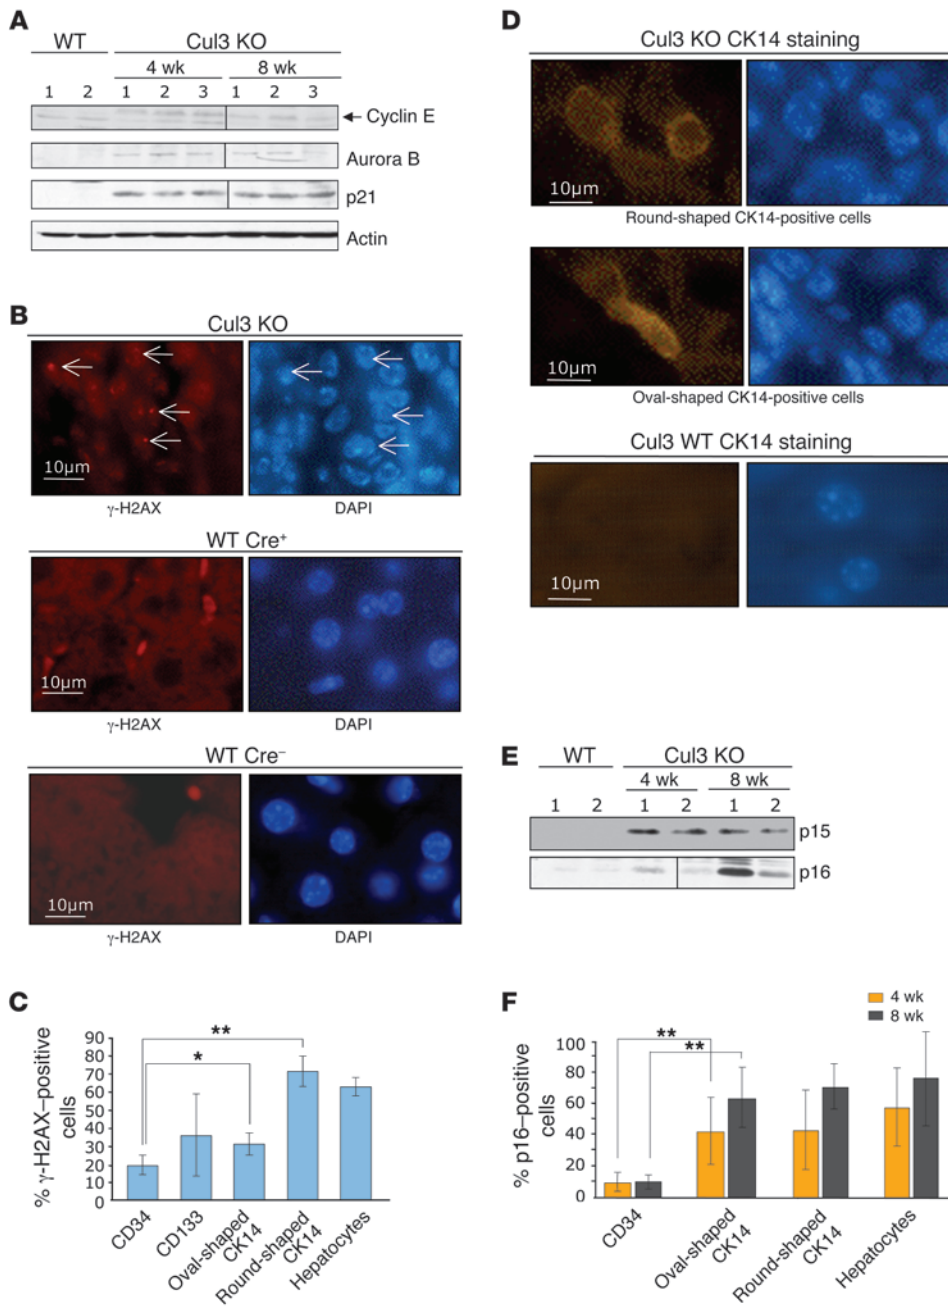 A
WT Cul3 KO
4 wk 8 wk
1 2 1 2 3 1 2 3
Cyclin E
Aurora B
p21
Actin
B
Cul3 KO
10µm
γ-H2AX DAPI
WT Cre⁺
10µm
γ-H2AX DAPI
WT Cre⁻
10µm
γ-H2AX DAPI
C
% γ-H2AX–positive
cells
90
80
70
60
50
40
30
20
10
0
**
*
CD34
CD133
Oval-shaped
CK14
Round-shaped
CK14
Hepatocytes
D
Cul3 KO CK14 staining
10µm
Round-shaped CK14-positive cells
10µm
Oval-shaped CK14-positive cells
Cul3 WT CK14 staining
10µm
E
WT Cul3 KO
4 wk 8 wk
1 2 1 2 1 2
p15
p16
F
4 wk
8 wk
% p16–positive
cells
100
80
60
40
20
0
**
**
CD34
Oval-shaped
CK14
Round-shaped
CK14
Hepatocytes